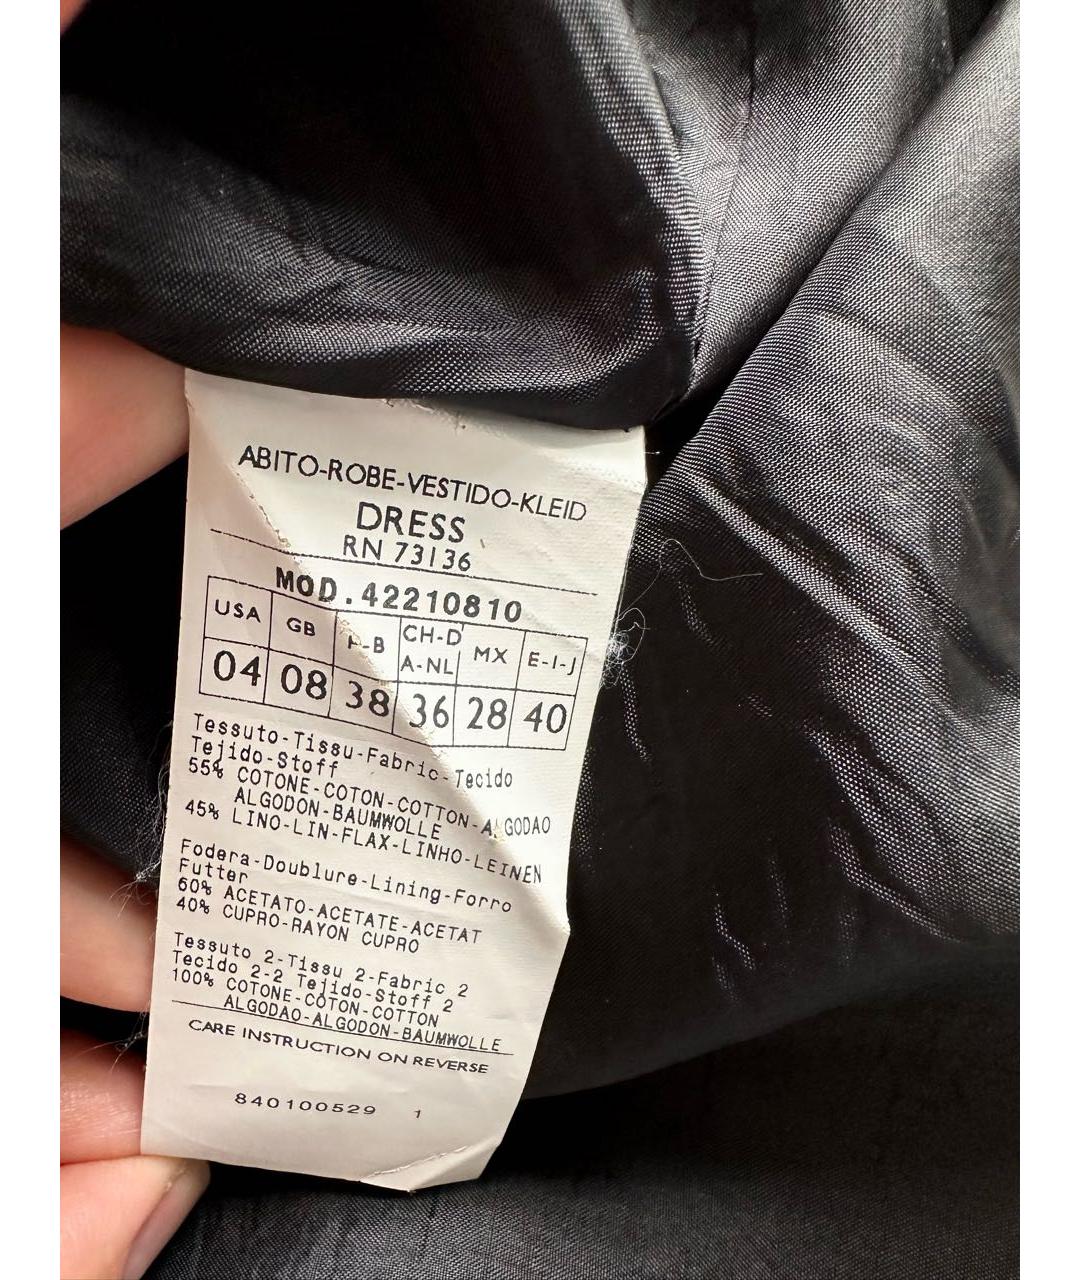 ABITO-ROBE-VESTIDO-KLEID
DRESS
RN 73136
MOD.42210810
USA GB F-B CH-D A-NL MX E-I-J
04 08 38 36 28 40
Tessuto-Tissu-Fabric-Tecido
Tejido-Stoff
55% COTONE-COTON-COTTON-ALGODAO
ALGODON-BAUMWOLLE
45% LINO-LIN-FLAX-LINHO-LEINEN
Fodera-Doublure-Lining-Forro
Futter
60% ACETATO-ACETATE-ACETAT
40% CUPRO-RAYON CUPRO
Tessuto 2-Tissu 2-Fabric 2
Tecido 2-2 Tejido-Stoff 2
100% COTONE-COTON-COTTON
ALGODAO-ALGODON-BAUMWOLLE
CARE INSTRUCTION ON REVERSE
840100529 1